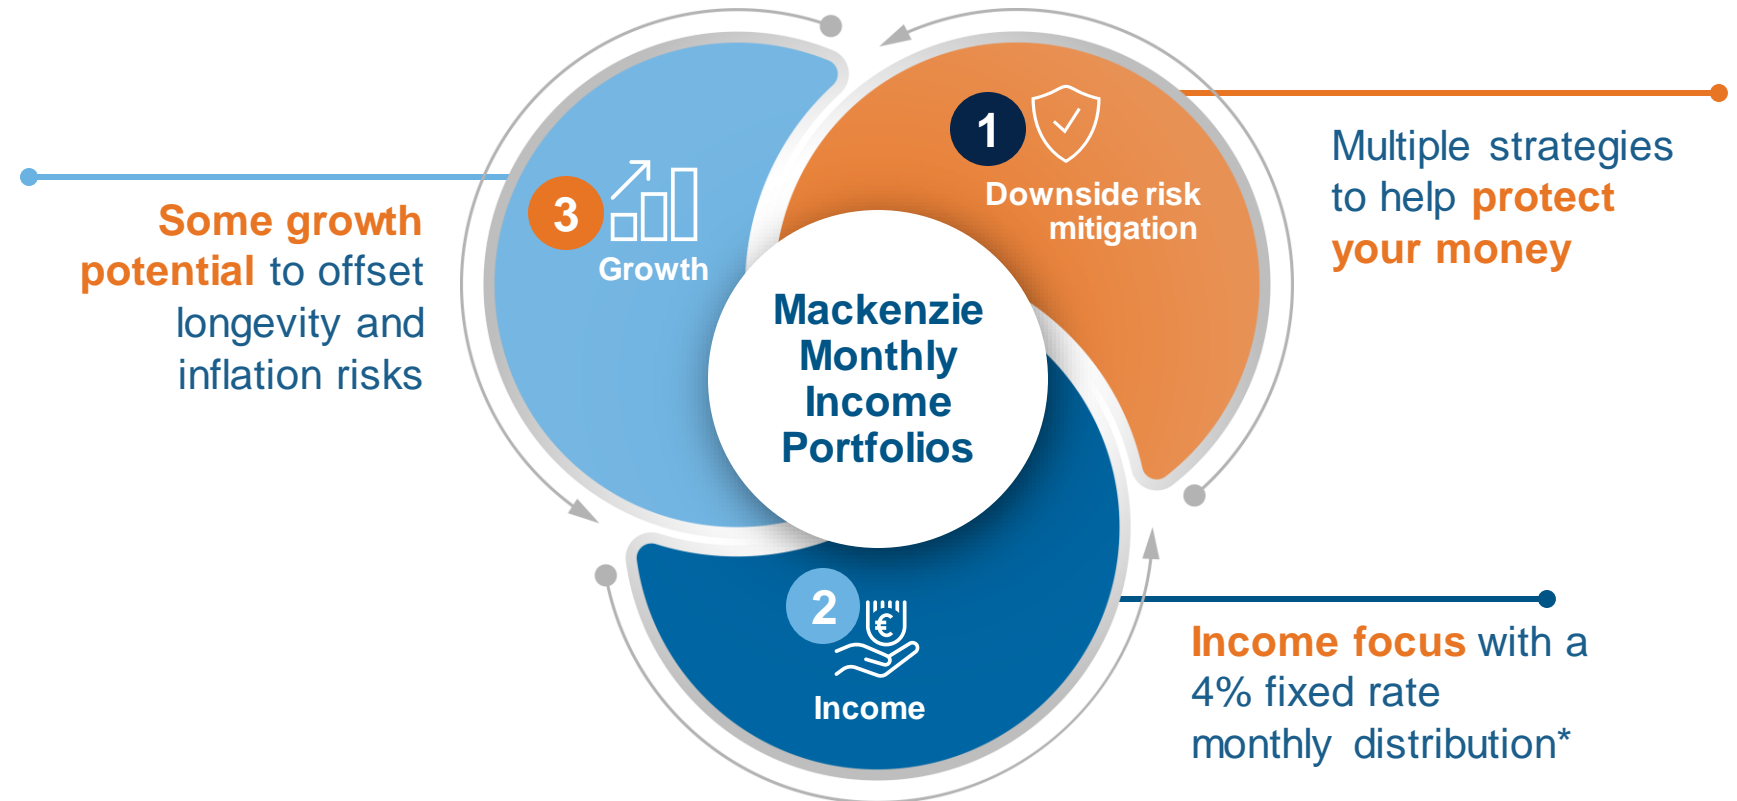 1
Downside risk
mitigation
Multiple strategies
to help protect
your money
3
Growth
Some growth
potential to offset
longevity and
inflation risks
Mackenzie
Monthly
Income
Portfolios
2
€
Income
Income focus with a
4% fixed rate
monthly distribution*